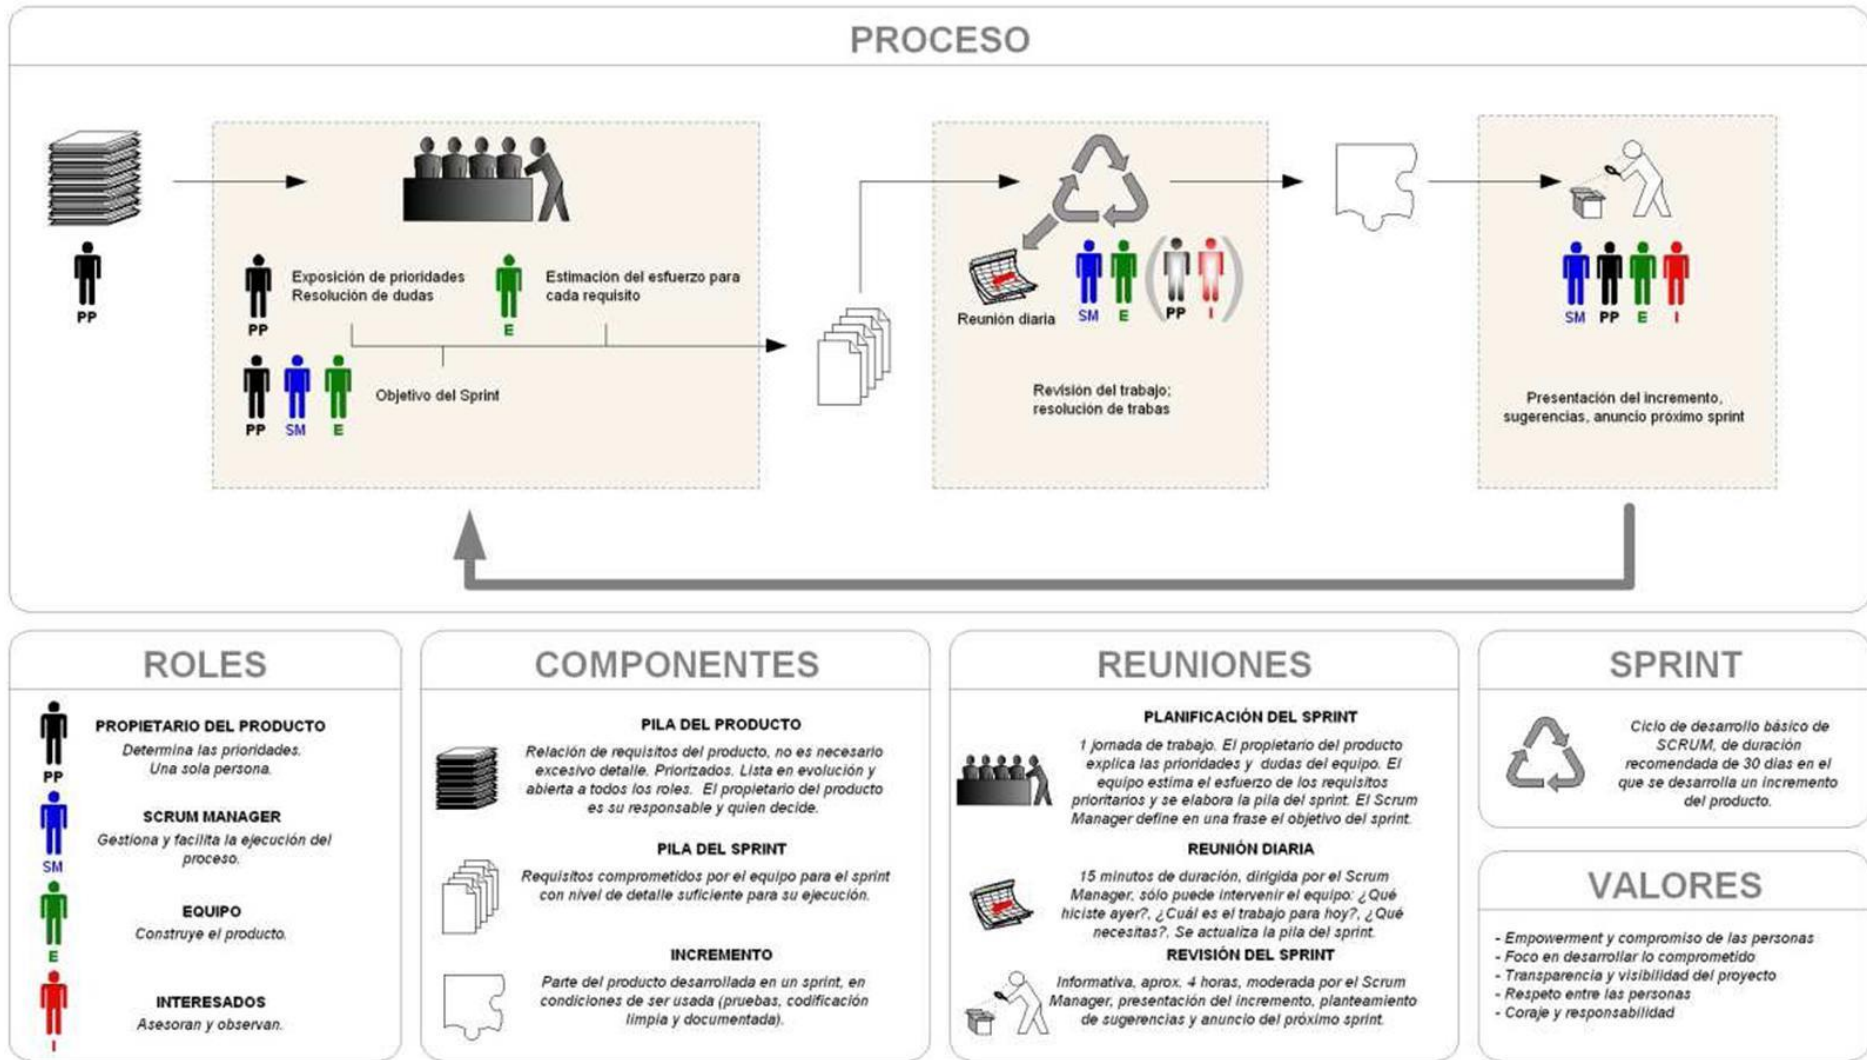 PROCESO
PP
PP
Exposición de prioridades
Resolución de dudas
E
Estimación del esfuerzo para
cada requisito
PP
SM
E
Objetivo del Sprint
Reunión diaria
SM
E
PP
I
Revisión del trabajo;
resolución de trabas
SM
PP
E
I
Presentación del incremento,
sugerencias, anuncio próximo sprint
ROLES
PP
PROPIETARIO DEL PRODUCTO
Determina las prioridades.
Una sola persona.
SM
SCRUM MANAGER
Gestiona y facilita la ejecución del
proceso.
E
EQUIPO
Construye el producto.
I
INTERESADOS
Asesoran y observan.
COMPONENTES
PILA DEL PRODUCTO
Relación de requisitos del producto, no es necesario
excesivo detalle. Priorizados. Lista en evolución y
abierta a todos los roles. El propietario del producto
es su responsable y quien decide.
PILA DEL SPRINT
Requisitos comprometidos por el equipo para el sprint
con nivel de detalle suficiente para su ejecución.
INCREMENTO
Parte del producto desarrollada en un sprint, en
condiciones de ser usada (pruebas, codificación
limpia y documentada).
REUNIONES
PLANIFICACIÓN DEL SPRINT
1 jornada de trabajo. El propietario del producto
explica las prioridades y dudas del equipo. El
equipo estima el esfuerzo de los requisitos
prioritarios y se elabora la pila del sprint. El Scrum
Manager define en una frase el objetivo del sprint.
REUNIÓN DIARIA
15 minutos de duración, dirigida por el Scrum
Manager, sólo puede intervenir el equipo: ¿Qué
hiciste ayer?, ¿Cuál es el trabajo para hoy?, ¿Qué
necesitas?. Se actualiza la pila del sprint.
REVISIÓN DEL SPRINT
Informativa, aprox. 4 horas, moderada por el Scrum
Manager, presentación del incremento, planteamiento
de sugerencias y anuncio del próximo sprint.
SPRINT
Ciclo de desarrollo básico de
SCRUM, de duración
recomendada de 30 días en el
que se desarrolla un incremento
del producto.
VALORES
- Empowerment y compromiso de las personas
- Foco en desarrollar lo comprometido
- Transparencia y visibilidad del proyecto
- Respeto entre las personas
- Coraje y responsabilidad